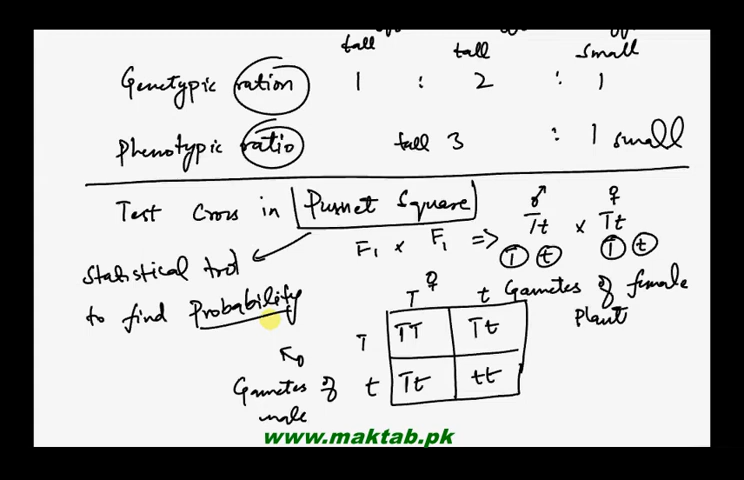 tall tall small
Genetypic ration 1 : 2 : 1
Phenotypic ratio tall 3 : 1 small
Test Cross in Punnet Square
♂ ♀
Tt x Tt
F1 x F1 =>
T t T t
Statistical
to find Probability
T ♀ t Gametes of female
plant
T TT Tt
Gametes of t Tt tt
male
www.maktab.pk